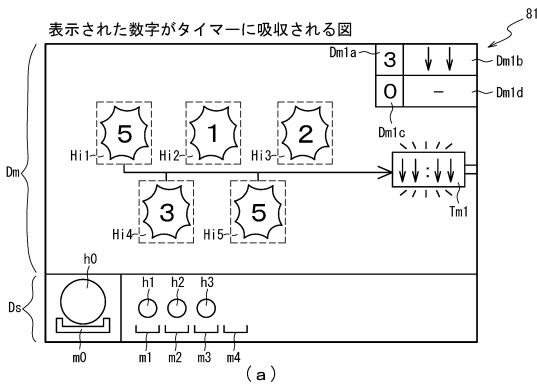 表示された数字がタイマーに吸収される図
81
Dm1a
3
↓ ↓
Dm1b
0
-
Dm1d
Dm1c
5
1
2
Hi1
Hi2
Hi3
Dm
↓↓:↓↓
Tm1
3
5
Hi4
Hi5
h0
h1 h2 h3
Ds
m0
m1 m2 m3 m4
(a)